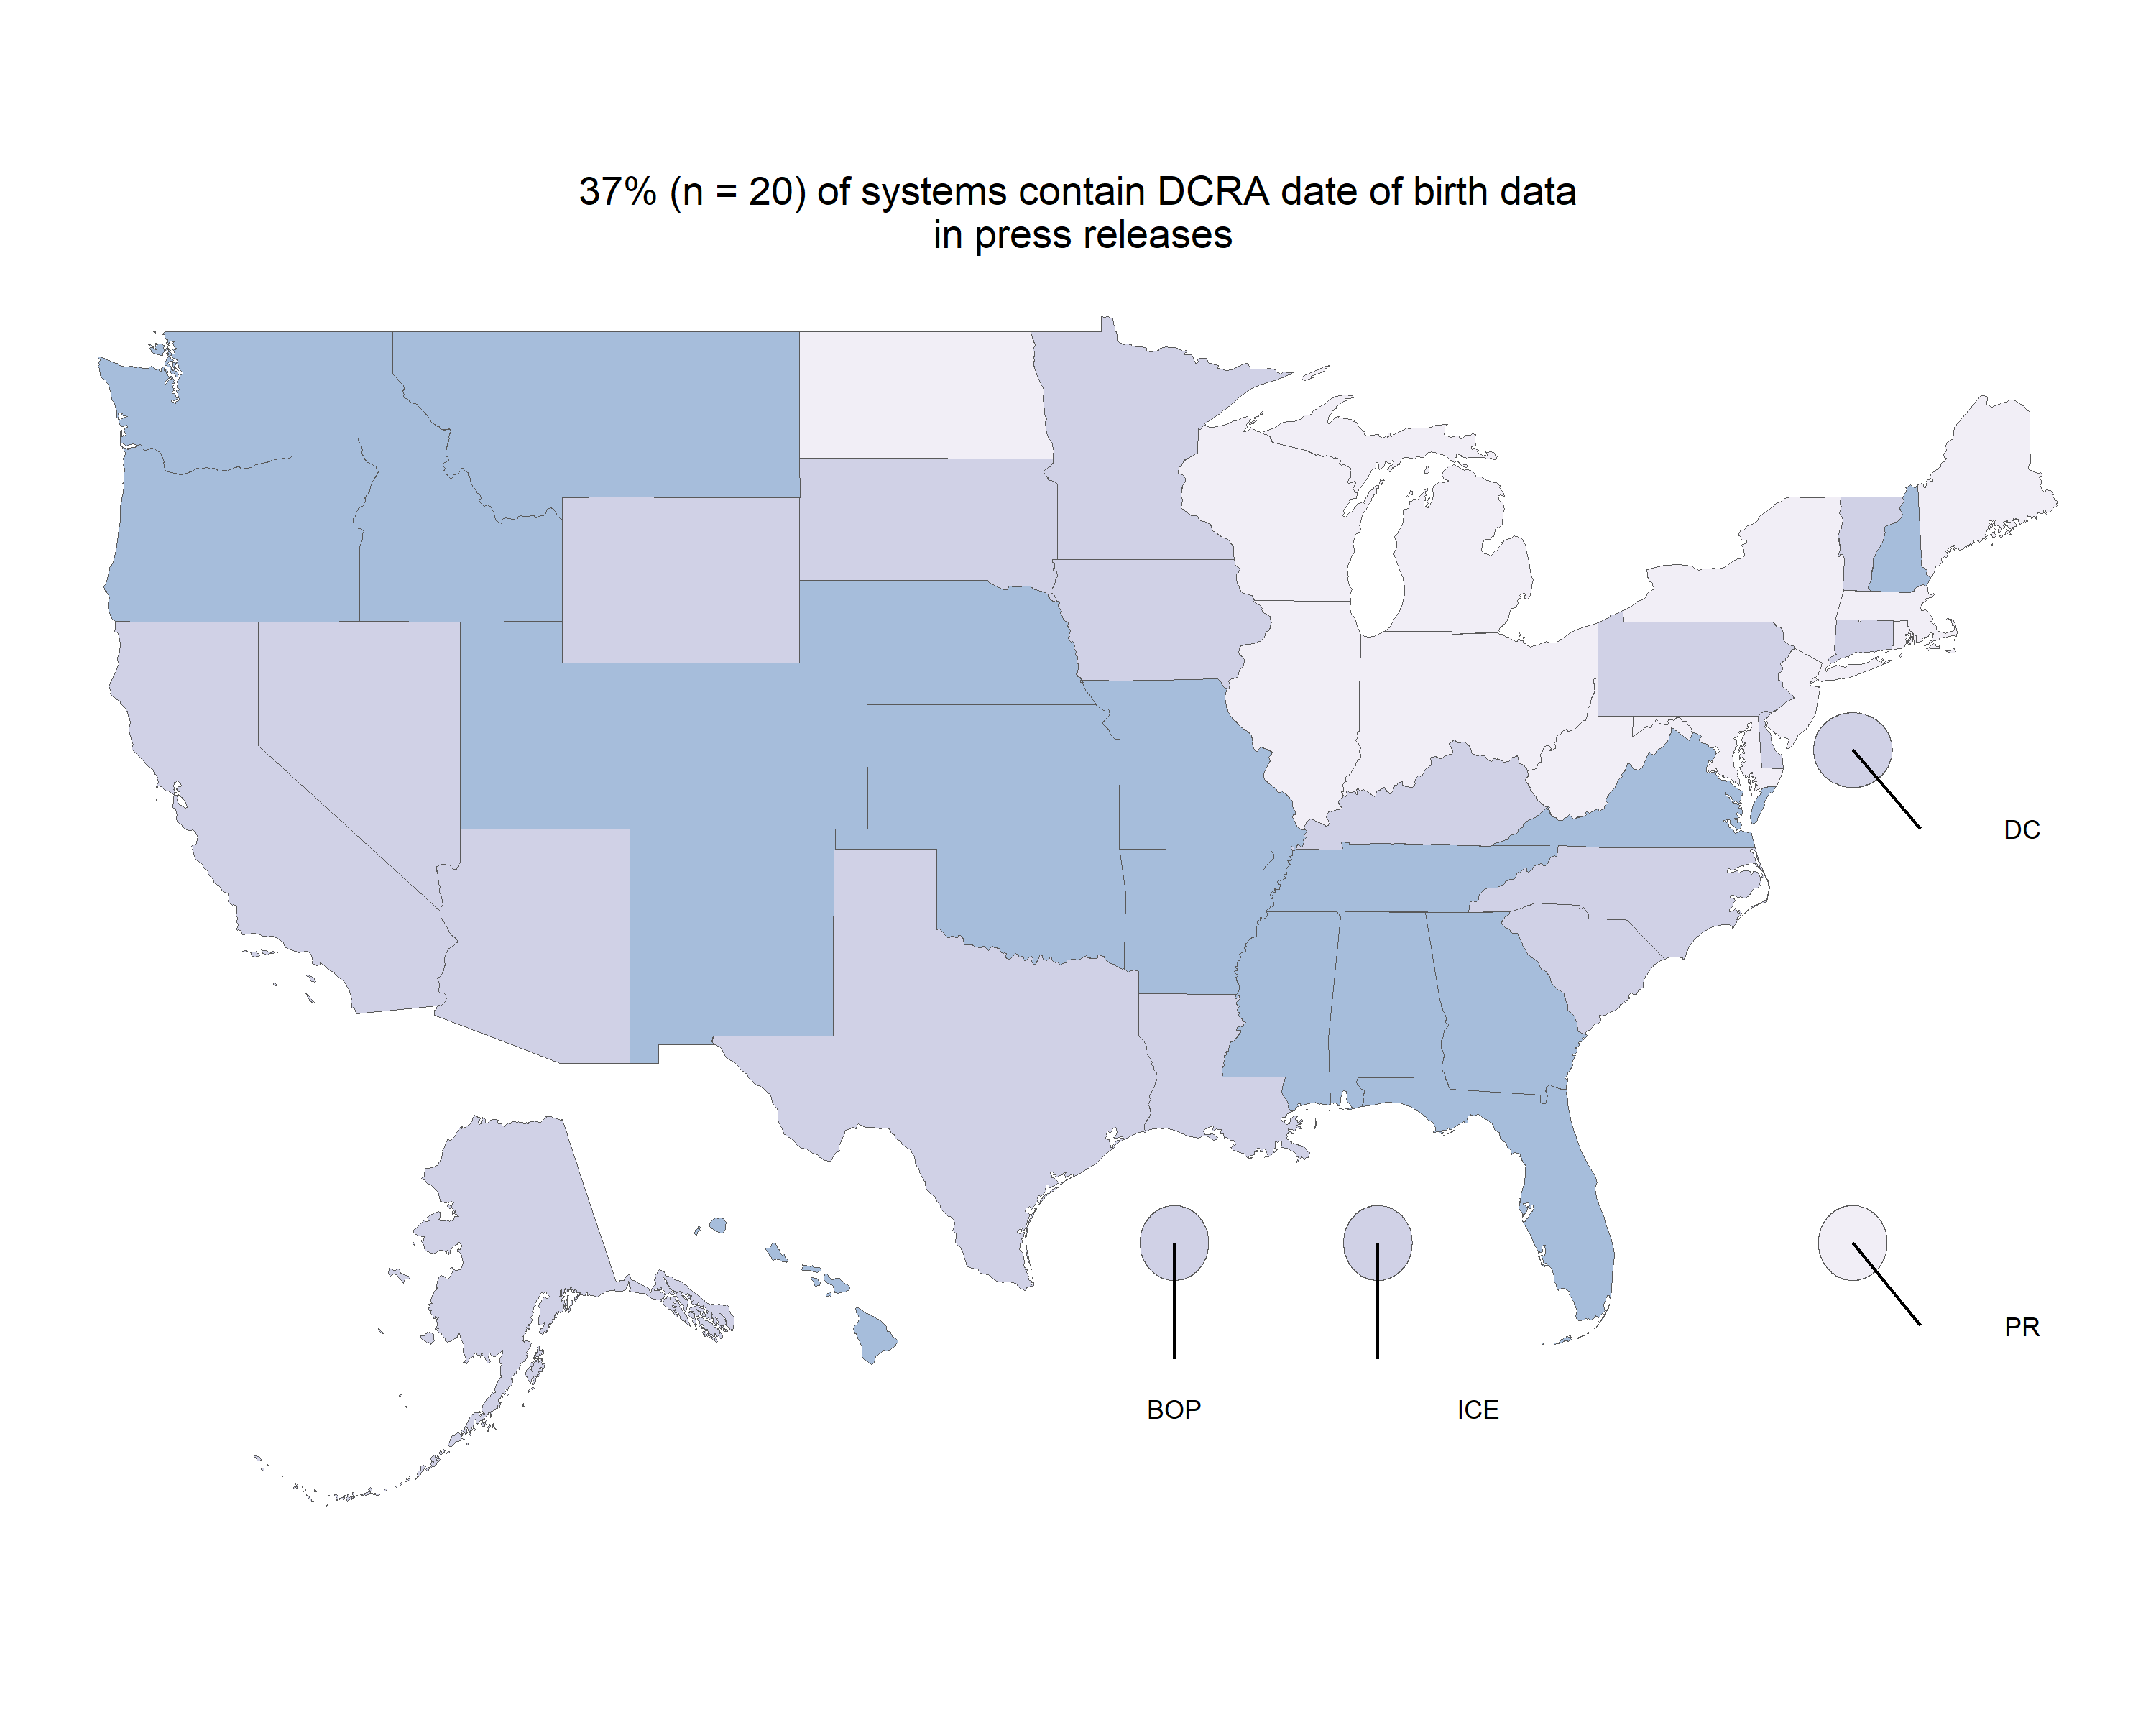 37% (n = 20) of systems contain DCRA date of birth data
in press releases
DC
PR
BOP
ICE